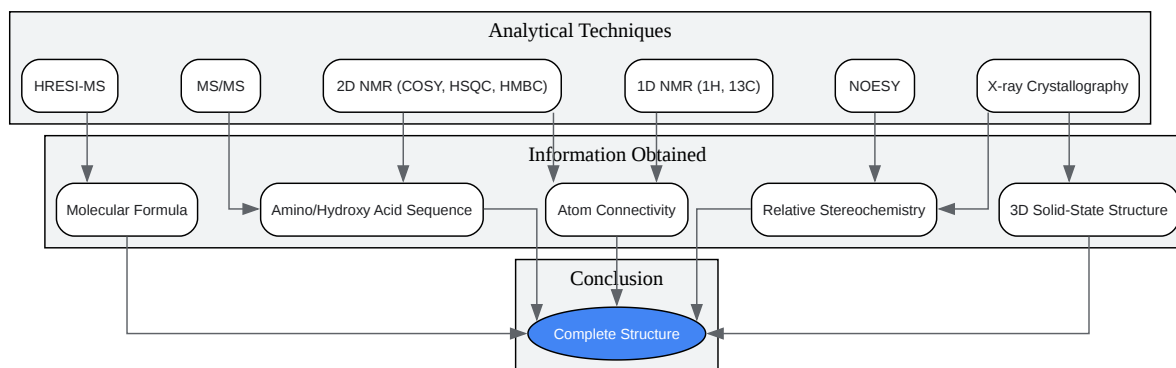 Analytical Techniques
HRESI-MS
MS/MS
2D NMR (COSY, HSQC, HMBC)
1D NMR (1H, 13C)
NOESY
X-ray Crystallography
Information Obtained
Molecular Formula
Amino/Hydroxy Acid Sequence
Atom Connectivity
Relative Stereochemistry
3D Solid-State Structure
Conclusion
Complete Structure